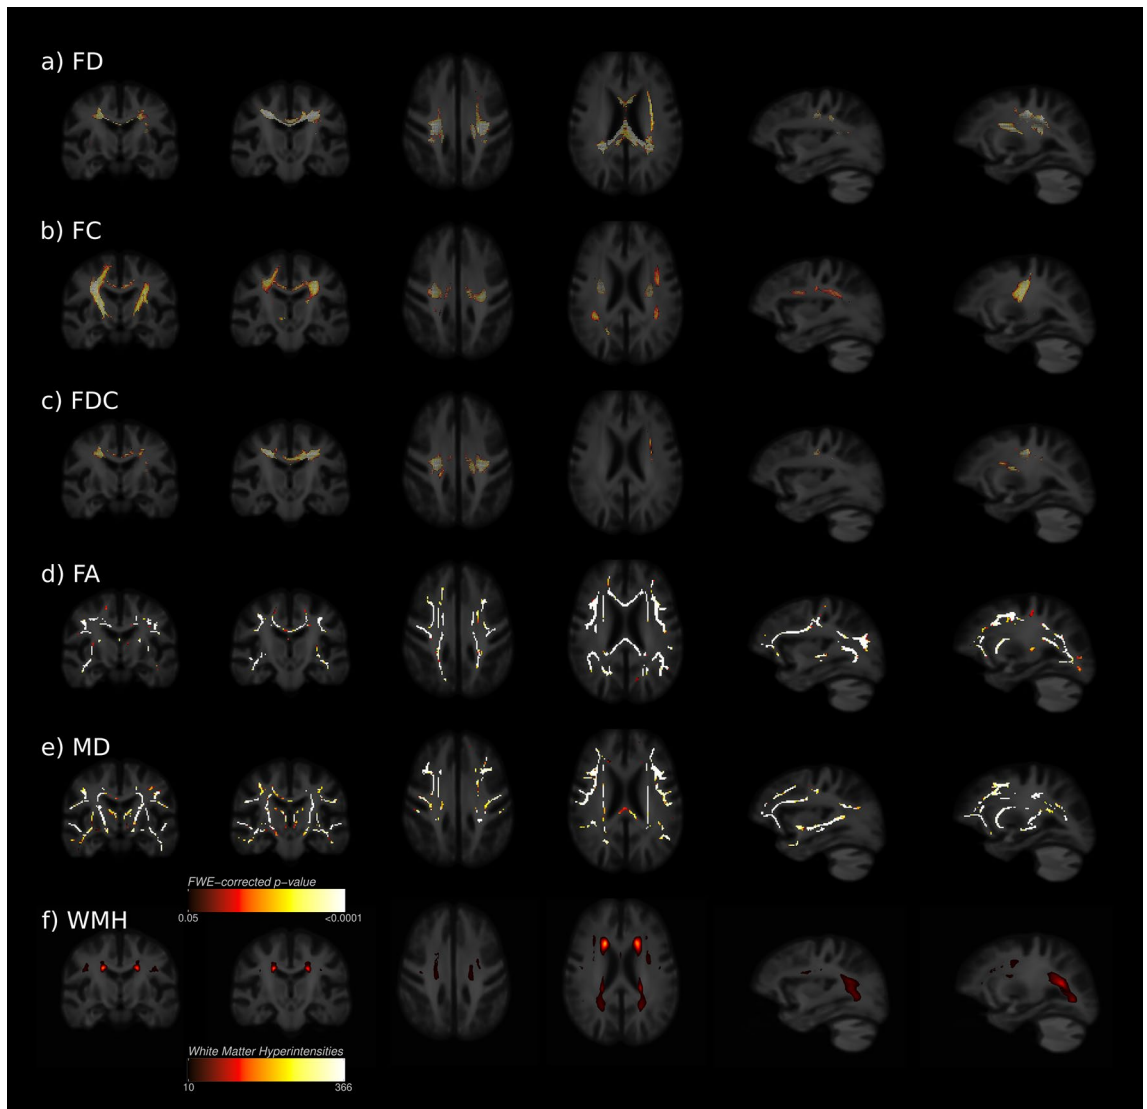 a) FD
b) FC
c) FDC
d) FA
e) MD
FWE-corrected p-value
0.05 <0.0001
f) WMH
White Matter Hyperintensities
10 366